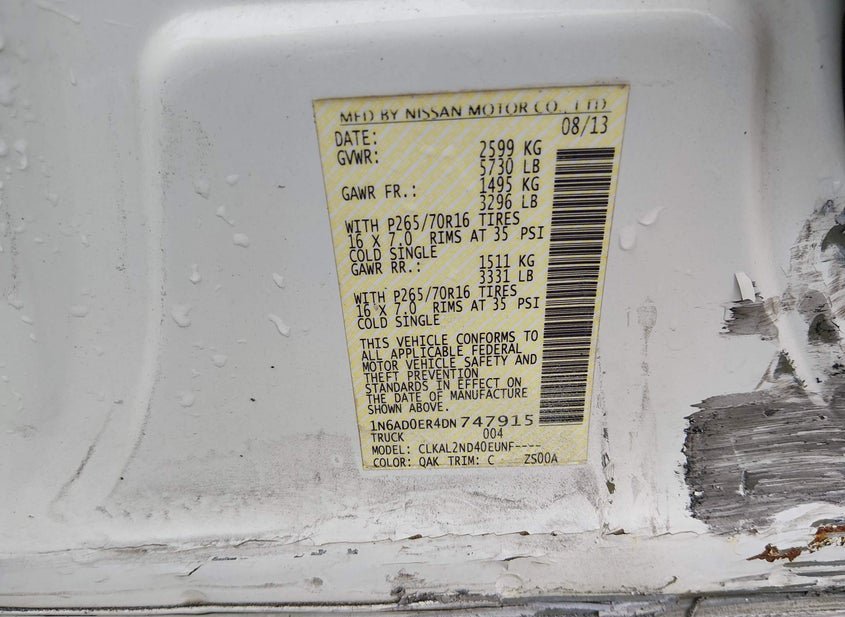 MFD BY NISSAN MOTOR CO., LTD
DATE: 08/13
GVWR: 2599 KG
5730 LB
GAWR FR.: 1495 KG
3296 LB
WITH P265/70R16 TIRES
16 X 7.0 RIMS AT 35 PSI
COLD SINGLE
GAWR RR.: 1511 KG
3331 LB
WITH P265/70R16 TIRES
16 X 7.0 RIMS AT 35 PSI
COLD SINGLE
THIS VEHICLE CONFORMS TO
ALL APPLICABLE FEDERAL
MOTOR VEHICLE SAFETY AND
THEFT PREVENTION
STANDARDS IN EFFECT ON
THE DATE OF MANUFACTURE
SHOWN ABOVE.
1N6AD0ER4DN747915
TRUCK 004
MODEL: CLKAL2ND40EUNF-----
COLOR: QAK TRIM: C ZS00A